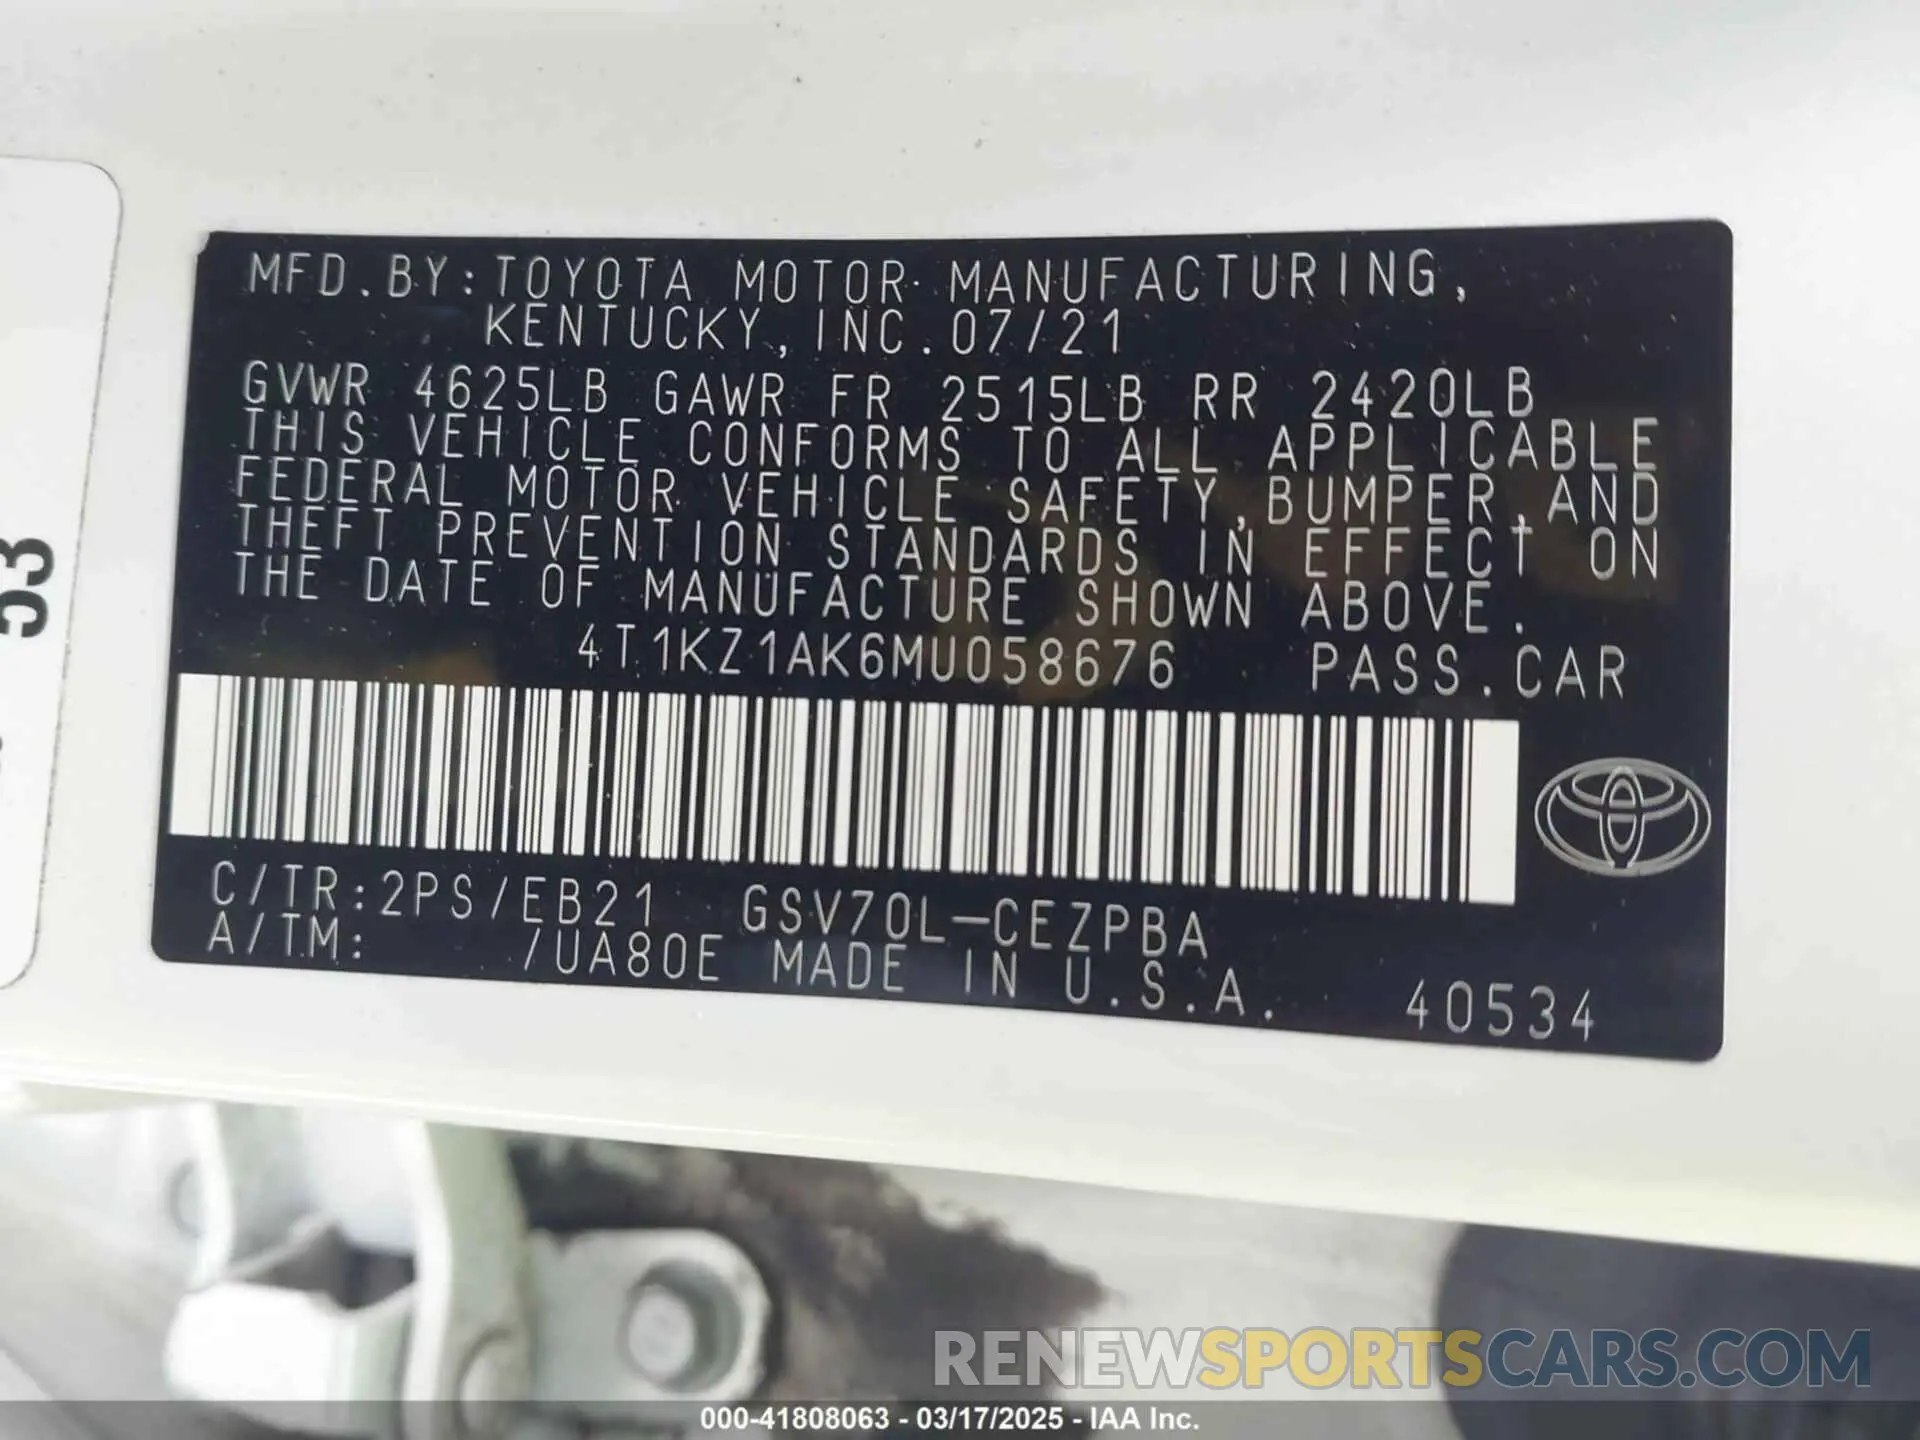 MFD. BY: TOYOTA MOTOR MANUFACTURING,
KENTUCKY, INC. 07/21
GVWR 4625LB GAWR FR 2515LB RR 2420LB
THIS VEHICLE CONFORMS TO ALL APPLICABLE
FEDERAL MOTOR VEHICLE SAFETY, BUMPER, AND
THEFT PREVENTION STANDARDS IN EFFECT ON
THE DATE OF MANUFACTURE SHOWN ABOVE.
4T1KZ1AK6MU058676 PASS. CAR
C/TR: 2PS/EB21 GSV70L-CEZPBA
A/TM: /UA80E MADE IN U.S.A. 40534
53
RENEWSPORTSCARS.COM
000-41808063 - 03/17/2025 - IAA Inc.